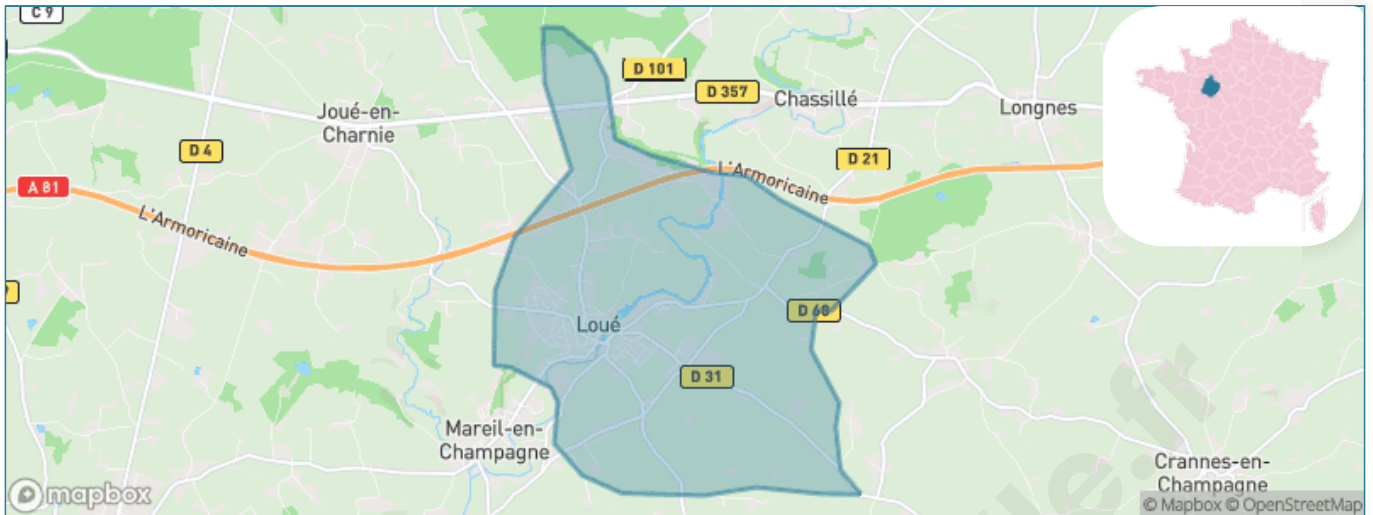 C 9
D 101
D 357
Chassillé
Longnes
Joué-en-
Charnie
D 4
D 21
L'Armoricaine
A 81
L'Armoricaine
D 60
Loué
D 31
Mareil-en-
Champagne
Crannes-en-
Champagne
mapbox
© Mapbox © OpenStreetMap